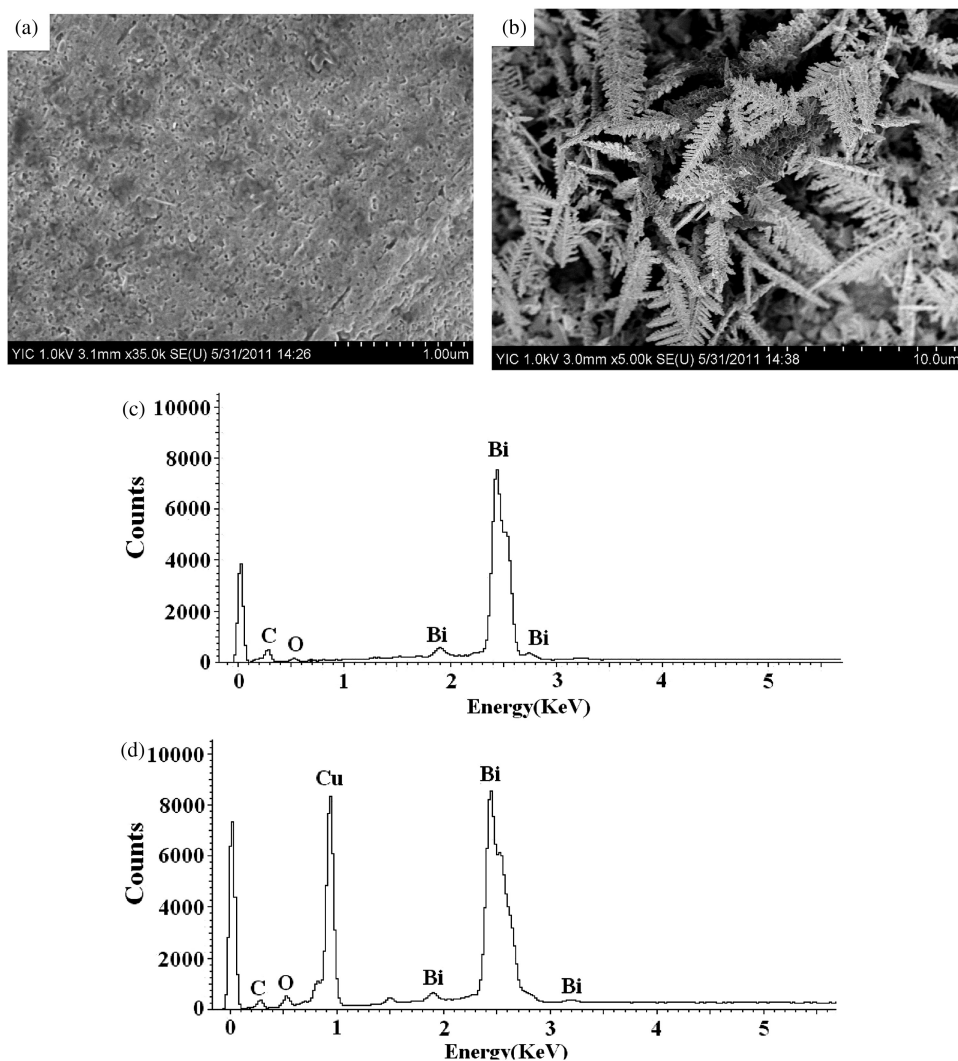 (a)
(b)
YIC 1.0kV 3.1mm x35.0k SE(U) 5/31/2011 14:26
1.00um
YIC 1.0kV 3.0mm x5.00k SE(U) 5/31/2011 14:38
10.0um
(c)
10000
8000
6000
4000
2000
0
Counts
Bi
C
O
Bi
Bi
0 1 2 3 4 5
Energy(KeV)
(d)
10000
8000
6000
4000
2000
0
Counts
Cu
Bi
C
O
Bi
Bi
0 1 2 3 4 5
Energy(KeV)